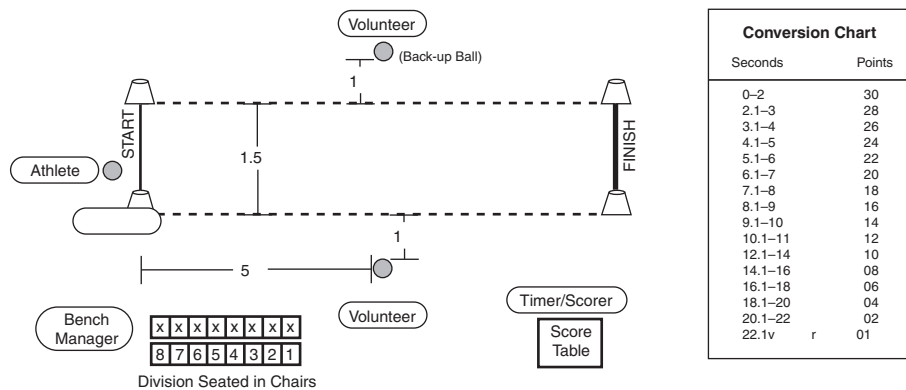 Volunteer
(Back-up Ball)
1
START
1.5
FINISH
Athlete
1
5
Volunteer
Timer/Scorer
Bench
Manager
x x x x x x x x
8 7 6 5 4 3 2 1
Score
Table
Division Seated in Chairs
Conversion Chart
Seconds Points
0–2 30
2.1–3 28
3.1–4 26
4.1–5 24
5.1–6 22
6.1–7 20
7.1–8 18
8.1–9 16
9.1–10 14
10.1–11 12
12.1–14 10
14.1–16 08
16.1–18 06
18.1–20 04
20.1–22 02
22.1v r 01